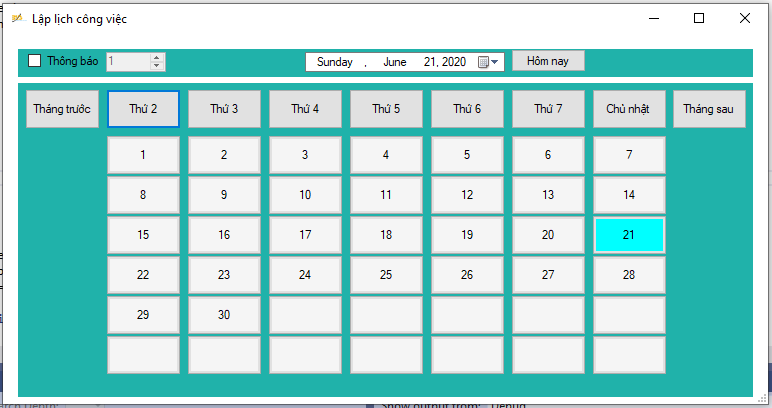 Lập lịch công việc
Thông báo 1 Sunday , June 21, 2020 Hôm nay
Tháng trước Thứ 2 Thứ 3 Thứ 4 Thứ 5 Thứ 6 Thứ 7 Chủ nhật Tháng sau
1 2 3 4 5 6 7
8 9 10 11 12 13 14
15 16 17 18 19 20 21
22 23 24 25 26 27 28
29 30
Show output from: Debug